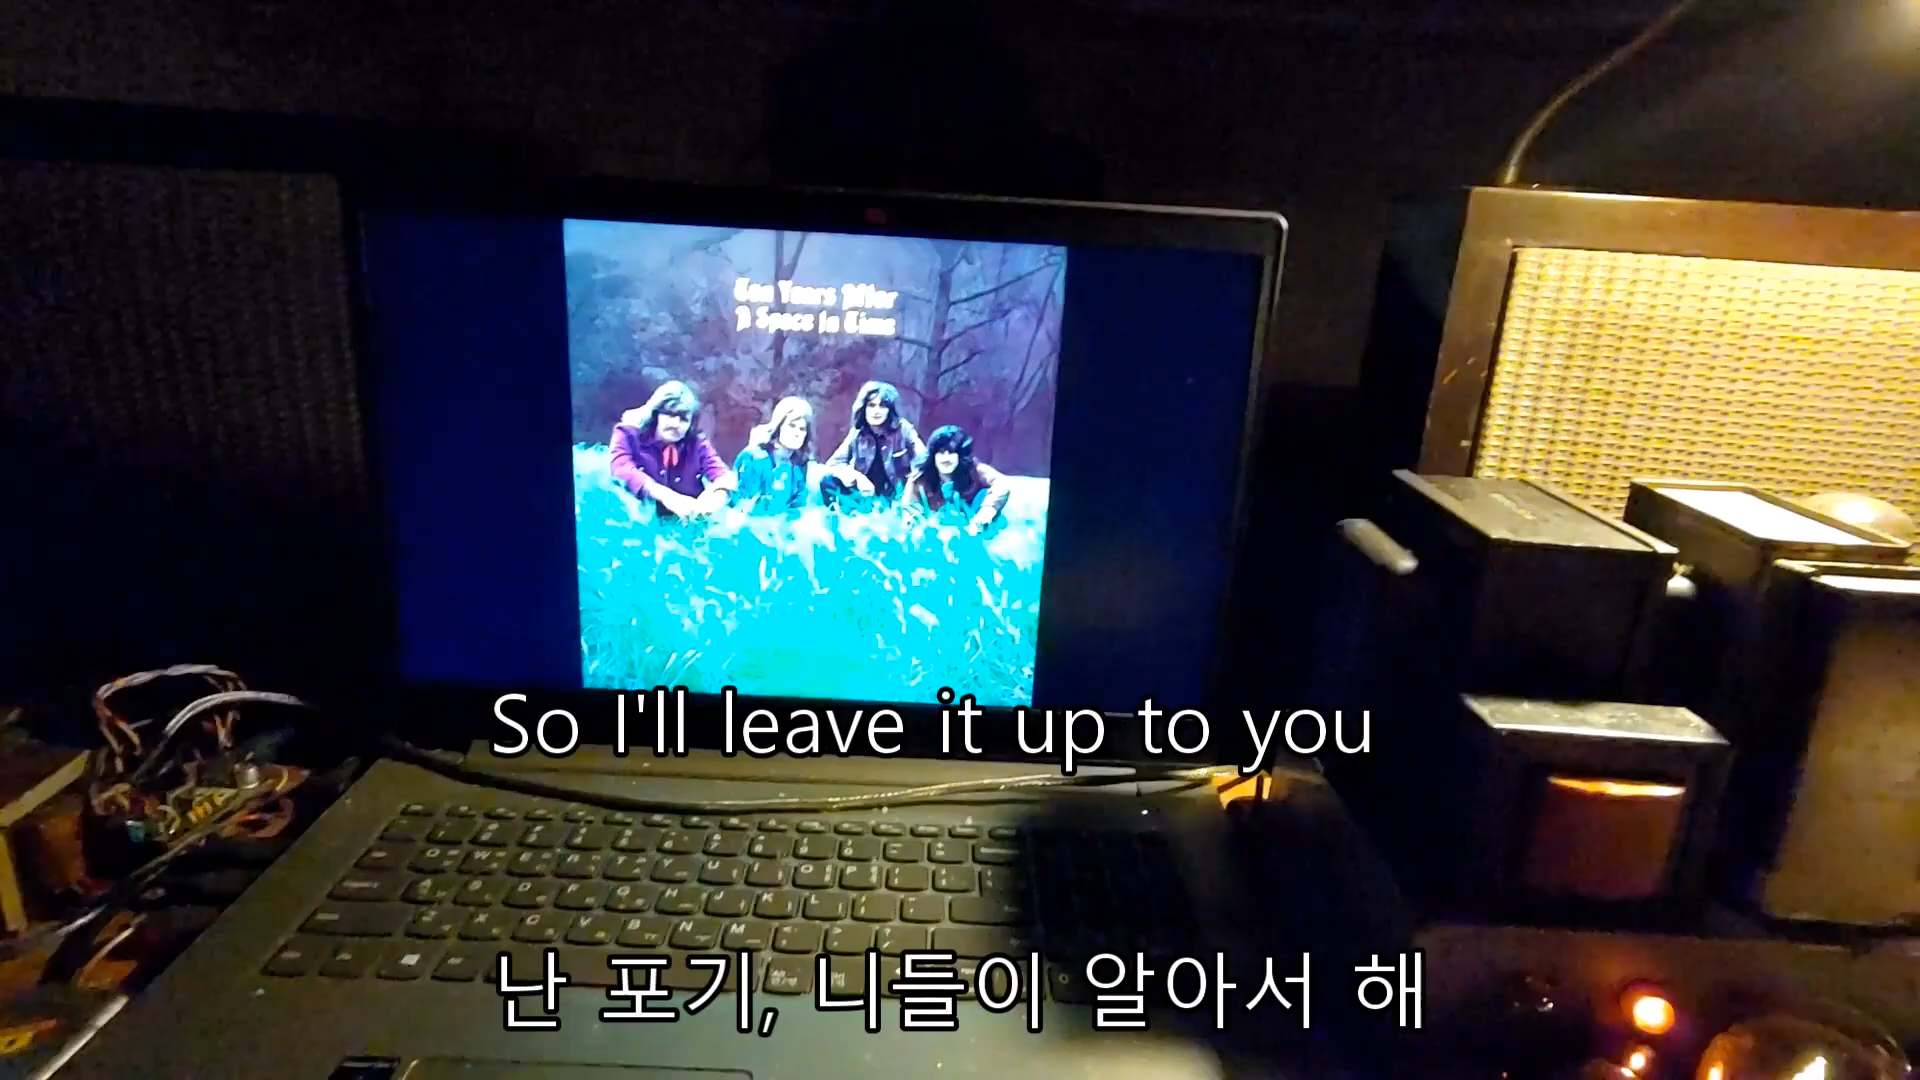 Ten Years After
A Space in Time
So I'll leave it up to you
난 포기, 니들이 알아서 해